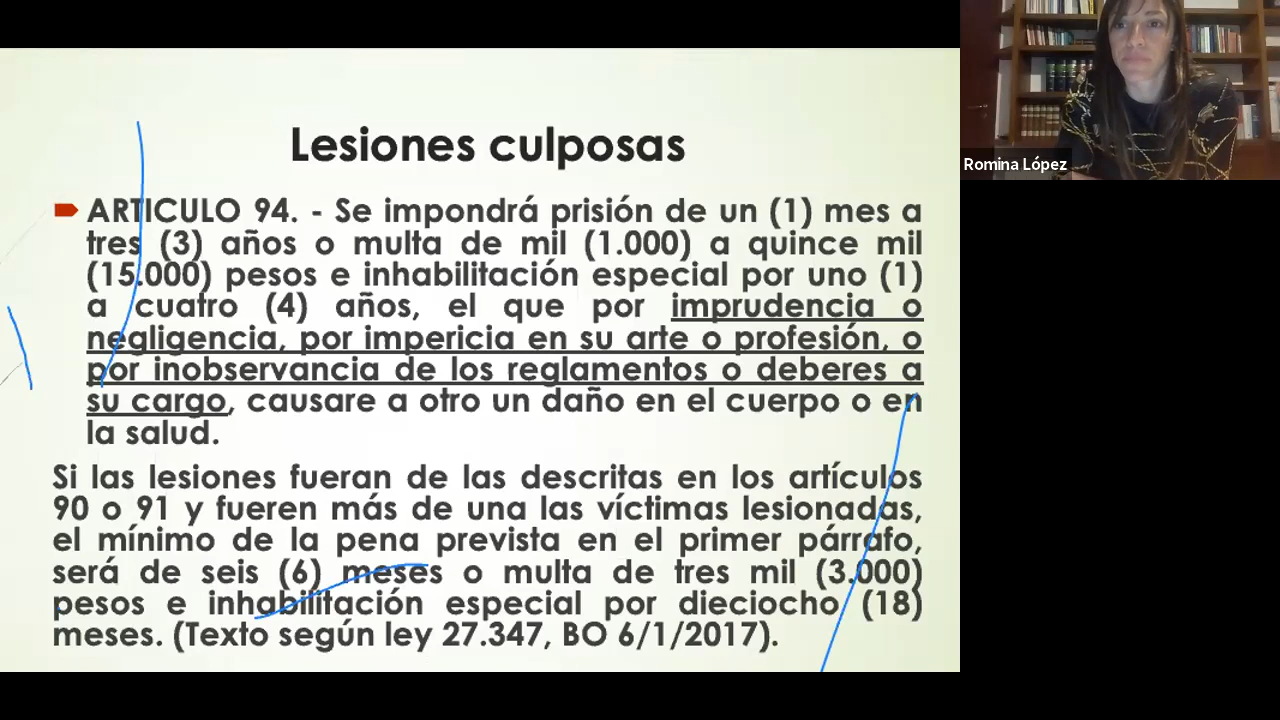 Lesiones culposas
ARTICULO 94. - Se impondrá prisión de un (1) mes a
tres (3) años o multa de mil (1.000) a quince mil
(15.000) pesos e inhabilitación especial por uno (1)
a cuatro (4) años, el que por imprudencia o
negligencia, por impericia en su arte o profesión, o
por inobservancia de los reglamentos o deberes a
su cargo, causare a otro un daño en el cuerpo o en
la salud.
Si las lesiones fueran de las descritas en los artículos
90 o 91 y fueren más de una las víctimas lesionadas,
el mínimo de la pena prevista en el primer párrafo,
será de seis (6) meses o multa de tres mil (3.000)
pesos e inhabilitación especial por dieciocho (18)
meses. (Texto según ley 27.347, BO 6/1/2017).
Romina López